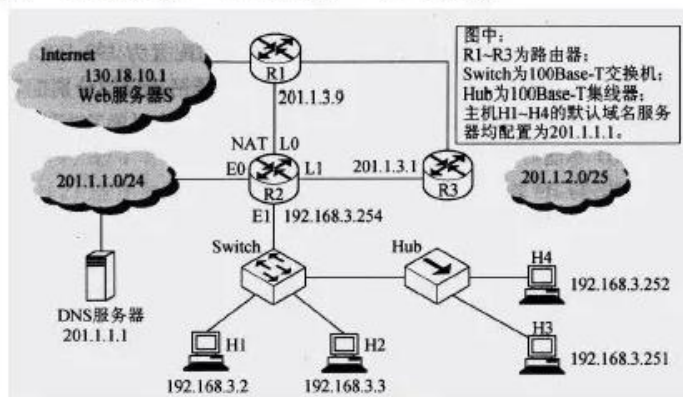 Internet
130.18.10.1
Web服务器S
R1
201.1.3.9
图中:
R1~R3为路由器;
Switch为100Base-T交换机;
Hub为100Base-T集线器;
主机H1~H4的默认域名服务
器均配置为201.1.1.1。
NAT L0
E0
L1
201.1.3.1
R2
R3
201.1.1.0/24
201.1.2.0/25
E1
192.168.3.254
Switch
Hub
H4
192.168.3.252
DNS服务器
201.1.1.1
H1
H2
H3
192.168.3.251
192.168.3.2
192.168.3.3